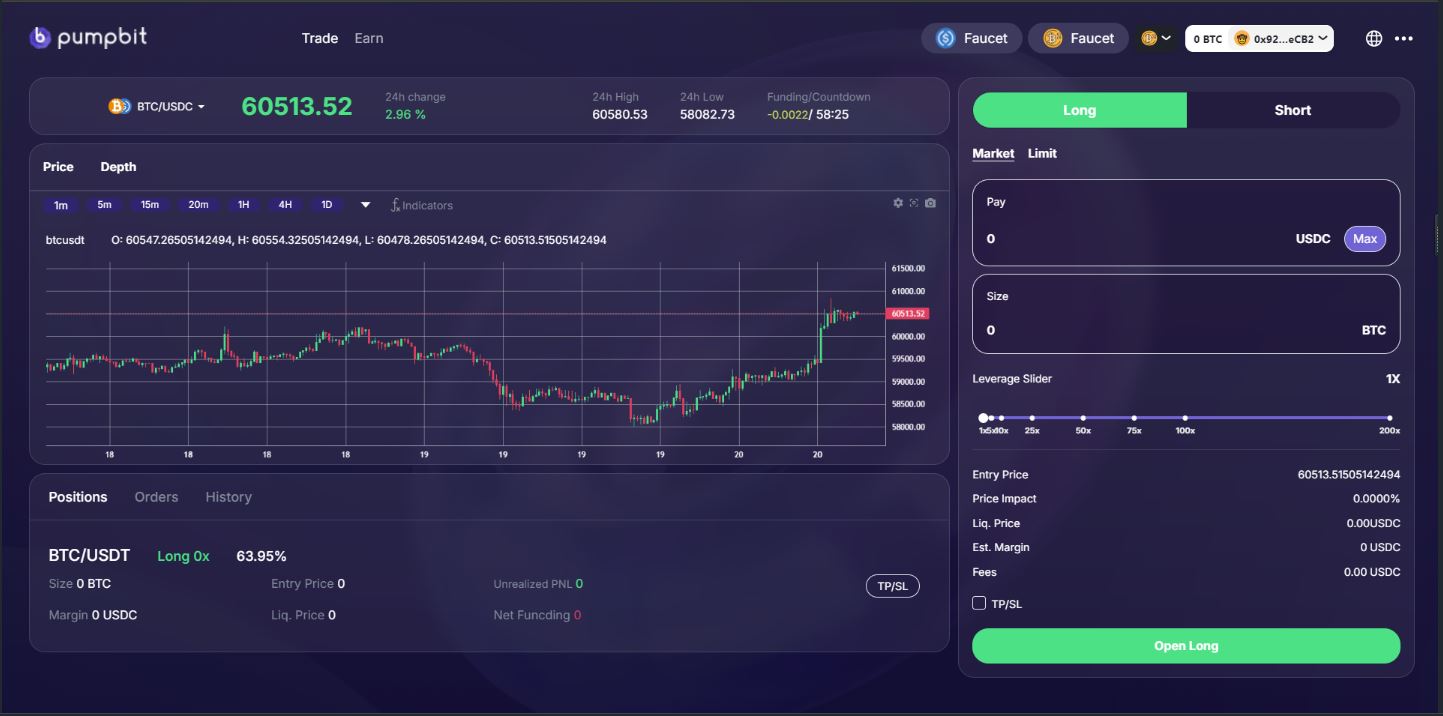 pumpbit
Trade Earn
Faucet Faucet 0 BTC 0x92...eCB2
BTC/USDC 60513.52
24h change
2.96 %
24h High
60580.53
24h Low
58082.73
Funding/Countdown
-0.0022/ 58:25
Price Depth
1m 5m 15m 20m 1H 4H 1D Indicators
btcusdt O: 60547.26505142494, H: 60554.32505142494, L: 60478.26505142494, C: 60513.51505142494
61500.00
61000.00
60513.52
60000.00
59500.00
59000.00
58500.00
58000.00
18 18 18 18 19 19 19 19 20 20
Positions Orders History
BTC/USDT Long 0x 63.95%
Size 0 BTC Entry Price 0 Unrealized PNL 0
TP/SL
Margin 0 USDC Liq. Price 0 Net Funcding 0
Long Short
Market Limit
Pay
0 USDC Max
Size
0 BTC
Leverage Slider 1X
1x 5x 10x 25x 50x 75x 100x 200x
Entry Price 60513.51505142494
Price Impact 0.0000%
Liq. Price 0.00USDC
Est. Margin 0 USDC
Fees 0.00 USDC
TP/SL
Open Long